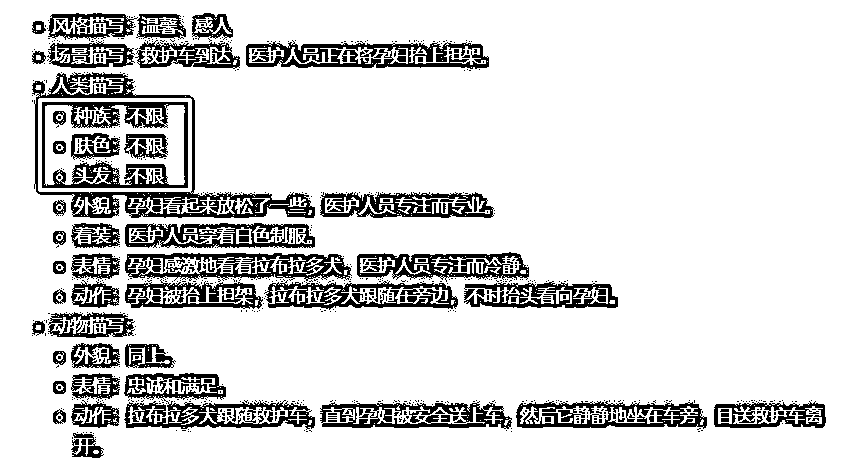 风格描写：温馨、感人
场景描写：救护车到达，医护人员正在将孕妇抬上担架。
人类描写：
种族：不限
肤色：不限
头发：不限
外貌：孕妇看起来放松了一些，医护人员专注而专业。
着装：医护人员穿着白色制服。
表情：孕妇感激地看着拉布拉多犬，医护人员专注而冷静。
动作：孕妇被抬上担架，拉布拉多犬跟随在旁边，不时抬头看向孕妇。
动物描写：
外貌：同上。
表情：忠诚和满足。
动作：拉布拉多犬跟随救护车，直到孕妇被安全送上车，然后它静静地坐在车旁，目送救护车离
开。